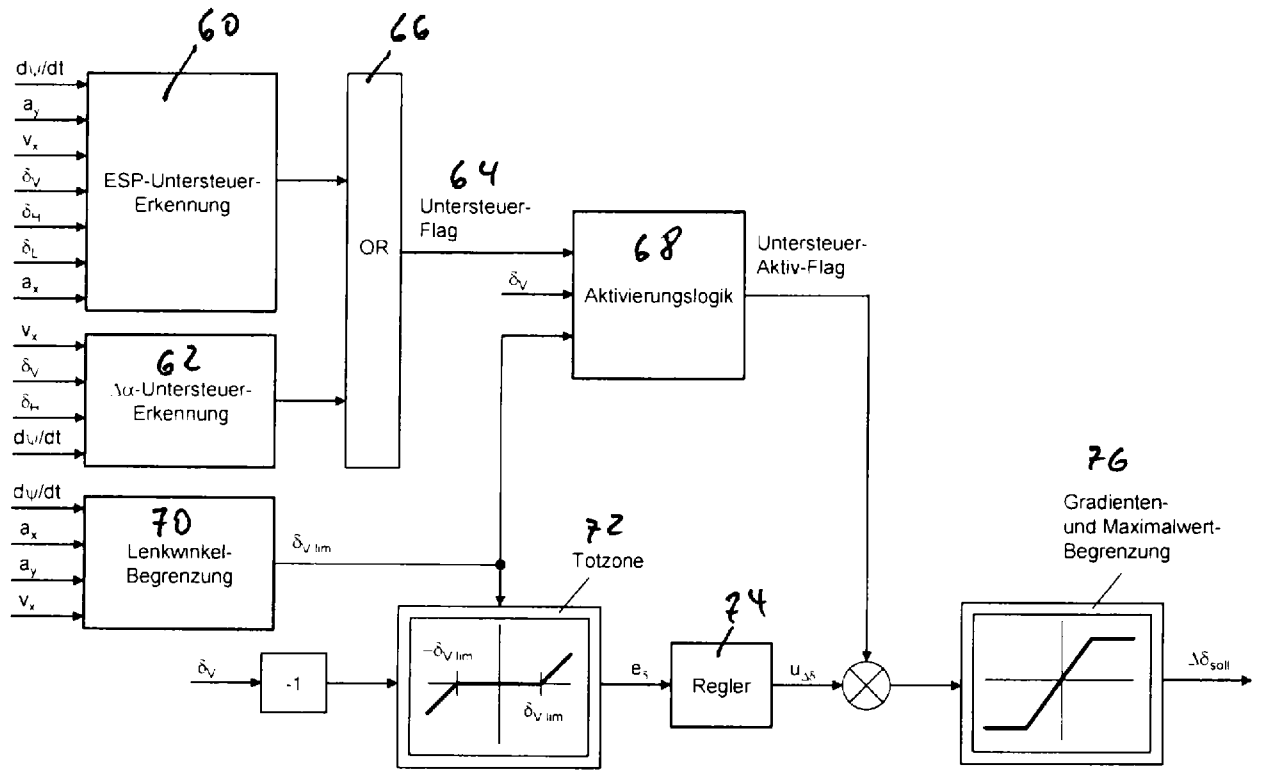 60
66
dψ/dt
a_y
v_x
δ_V
δ_H
δ_L
a_x
ESP-Untersteuer-
Erkennung
OR
64
Untersteuer-
Flag
δ_V
68
Aktivierungslogik
Untersteuer-
Aktiv-Flag
v_x
δ_V
δ_H
dψ/dt
62
Δα-Untersteuer-
Erkennung
dψ/dt
a_x
a_y
v_x
70
Lenkwinkel-
Begrenzung
δ_V lim
72
Totzone
76
Gradienten-
und Maximalwert-
Begrenzung
δ_V
-1
-δ_V lim
δ_V lim
e_δ
74
Regler
u_Δδ
Δδ_soll